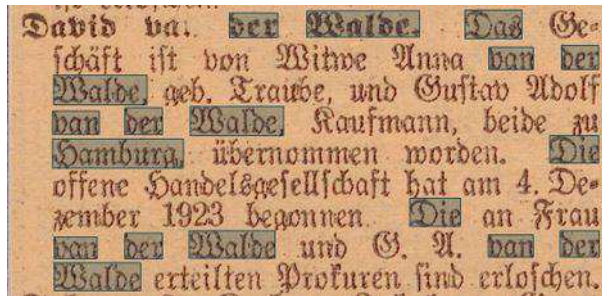 David van der Walde. Das Ge-
schäft ist von Witwe Anna van der
Walde, geb. Traube, und Gustav Adolf
van der Walde, Kaufmann, beide zu
Hamburg, übernommen worden. Die
offene Handelsgesellschaft hat am 4. De-
zember 1923 begonnen. Die an Frau
van der Walde und G. A. van der
Walde erteilten Prokuren sind erloschen.